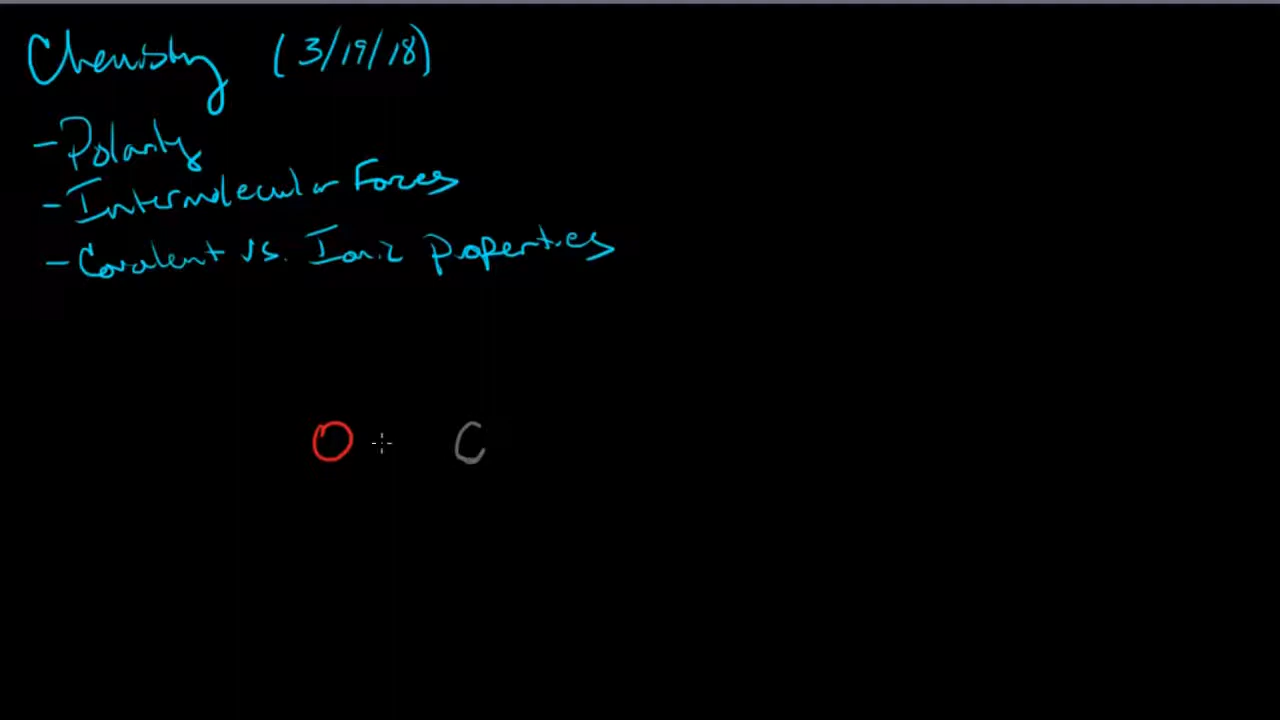 Chemistry (3/19/18)
- Polarity
- Intermolecular Forces
- Covalent vs. Ionic Properties
O C